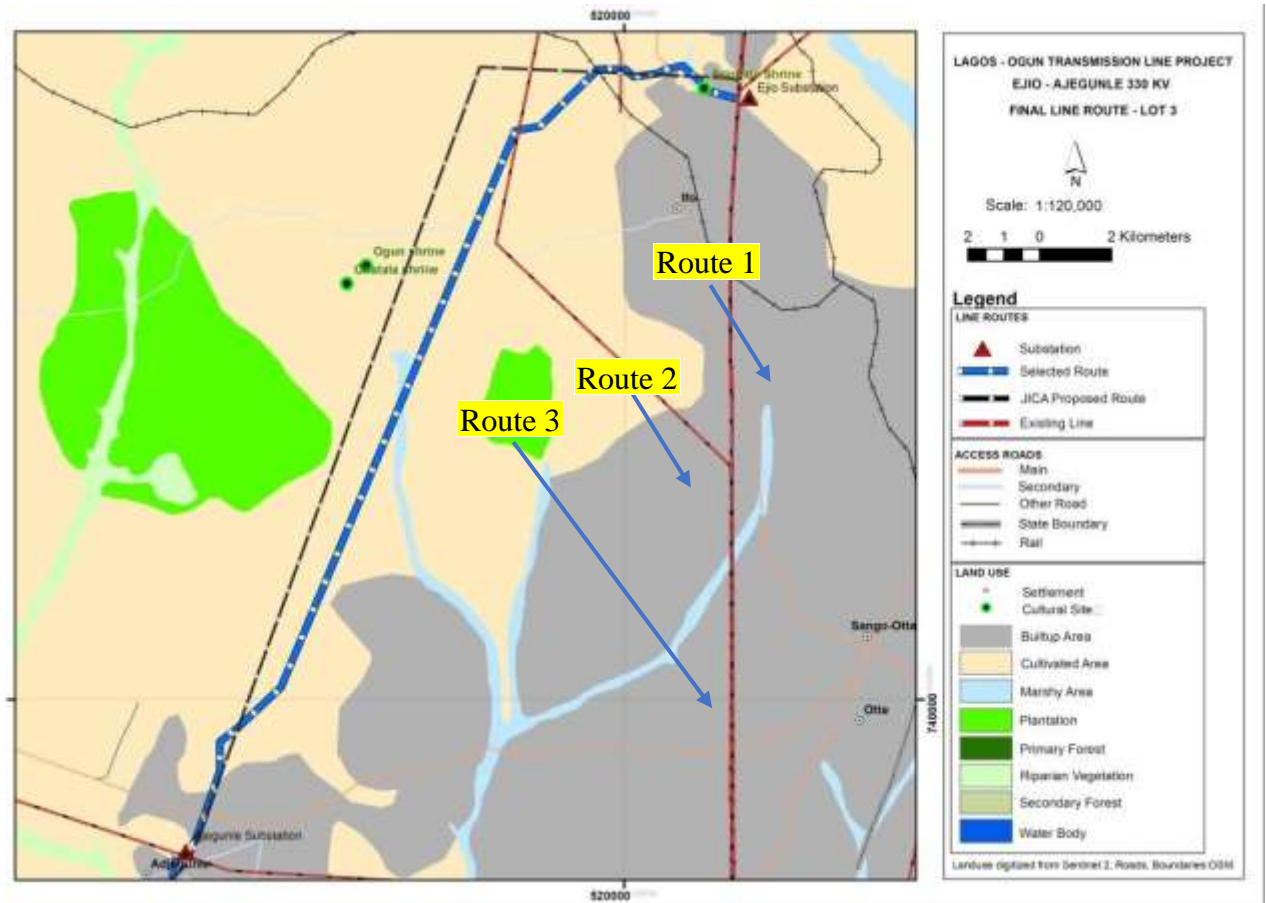 520000
LAGOS - OGUN TRANSMISSION LINE PROJECT
EJIO - AJEGUNLE 330 KV
FINAL LINE ROUTE - LOT 3
N
Scale: 1:120,000
2 1 0 2 Kilometers
Shrine
Ejio Substation
Ito
Ogun shrine
shrine
Route 1
Route 2
Route 3
Sango-Otta
Otta
740000
Substation
520000
Legend
LINE ROUTES
Substation
Selected Route
JICA Proposed Route
Existing Line
ACCESS ROADS
Main
Secondary
Other Road
State Boundary
Rail
LAND USE
Settlement
Cultural Site
Builtup Area
Cultivated Area
Marshy Area
Plantation
Primary Forest
Riparian Vegetation
Secondary Forest
Water Body
Landuse digitized from Sentinel 2, Roads, Boundaries OSM